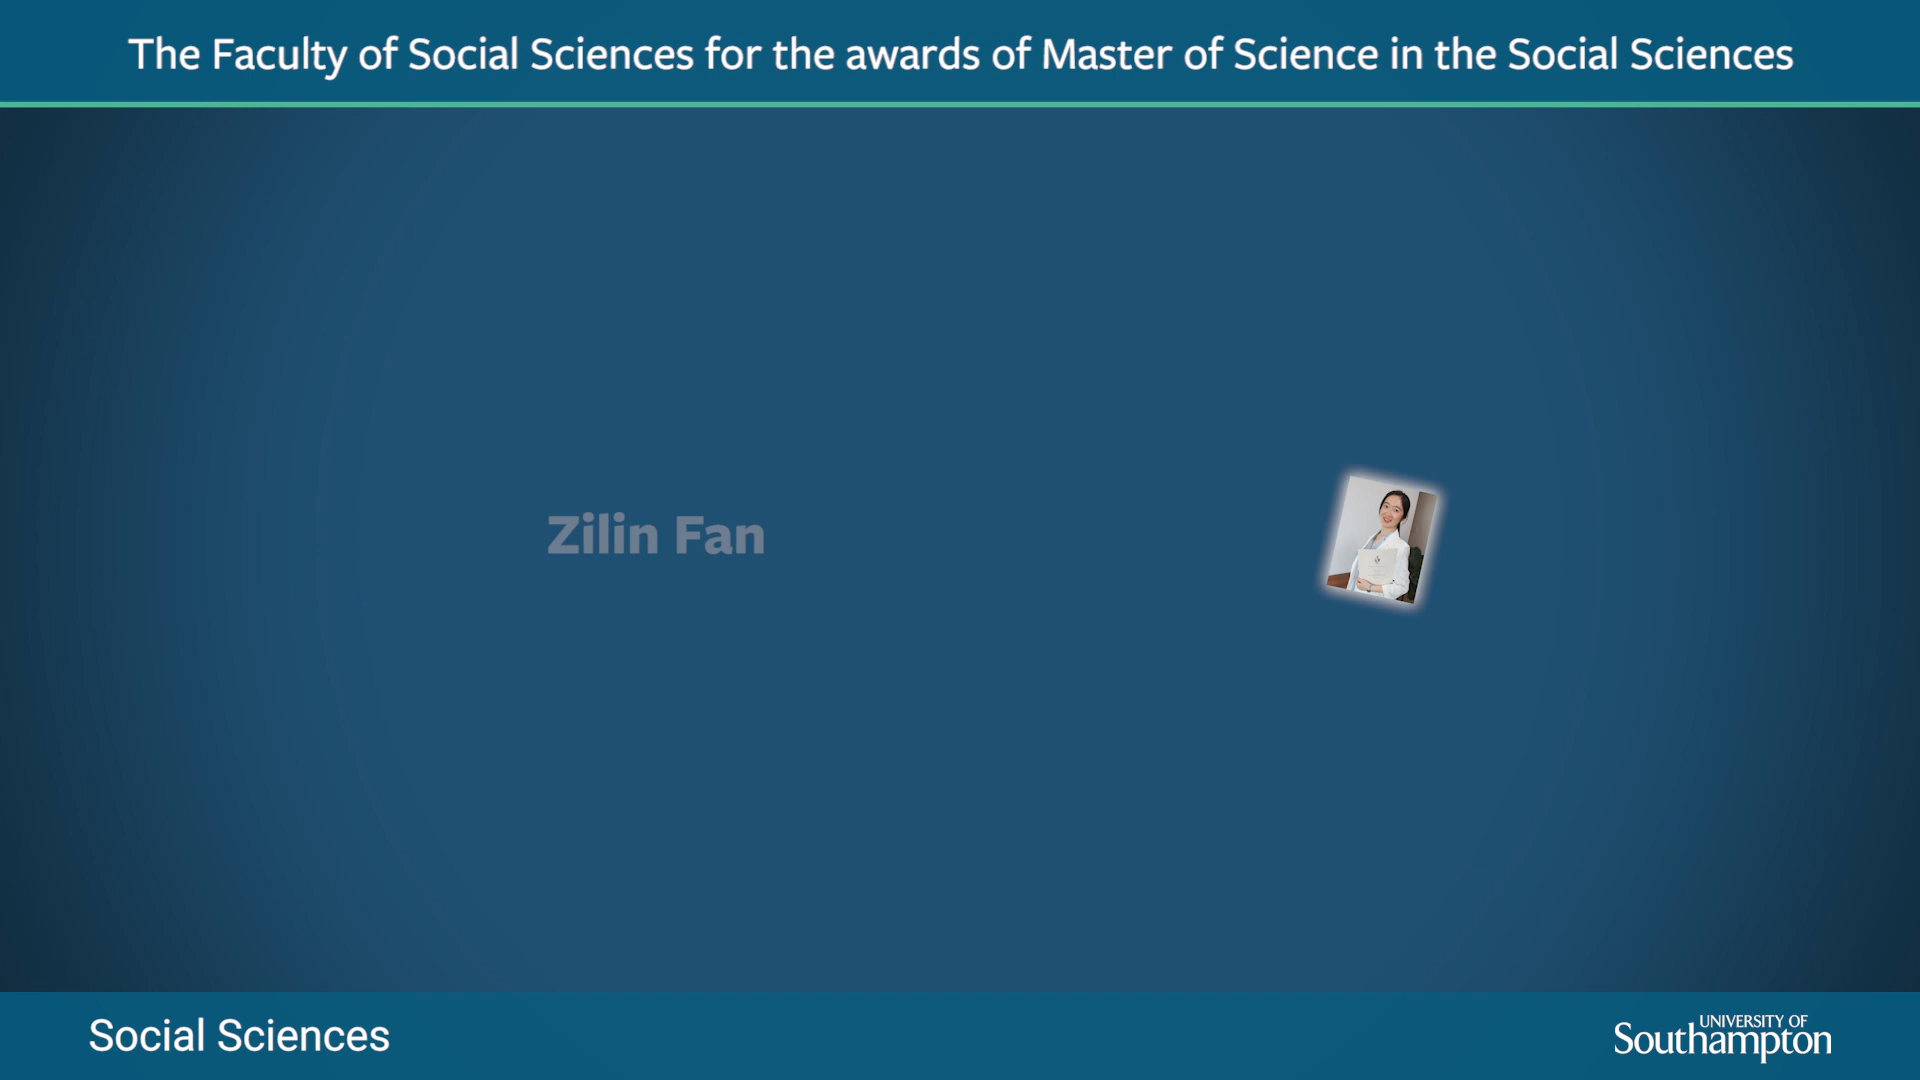 The Faculty of Social Sciences for the awards of Master of Science in the Social Sciences
Zilin Fan
Social Sciences
UNIVERSITY OF
Southampton